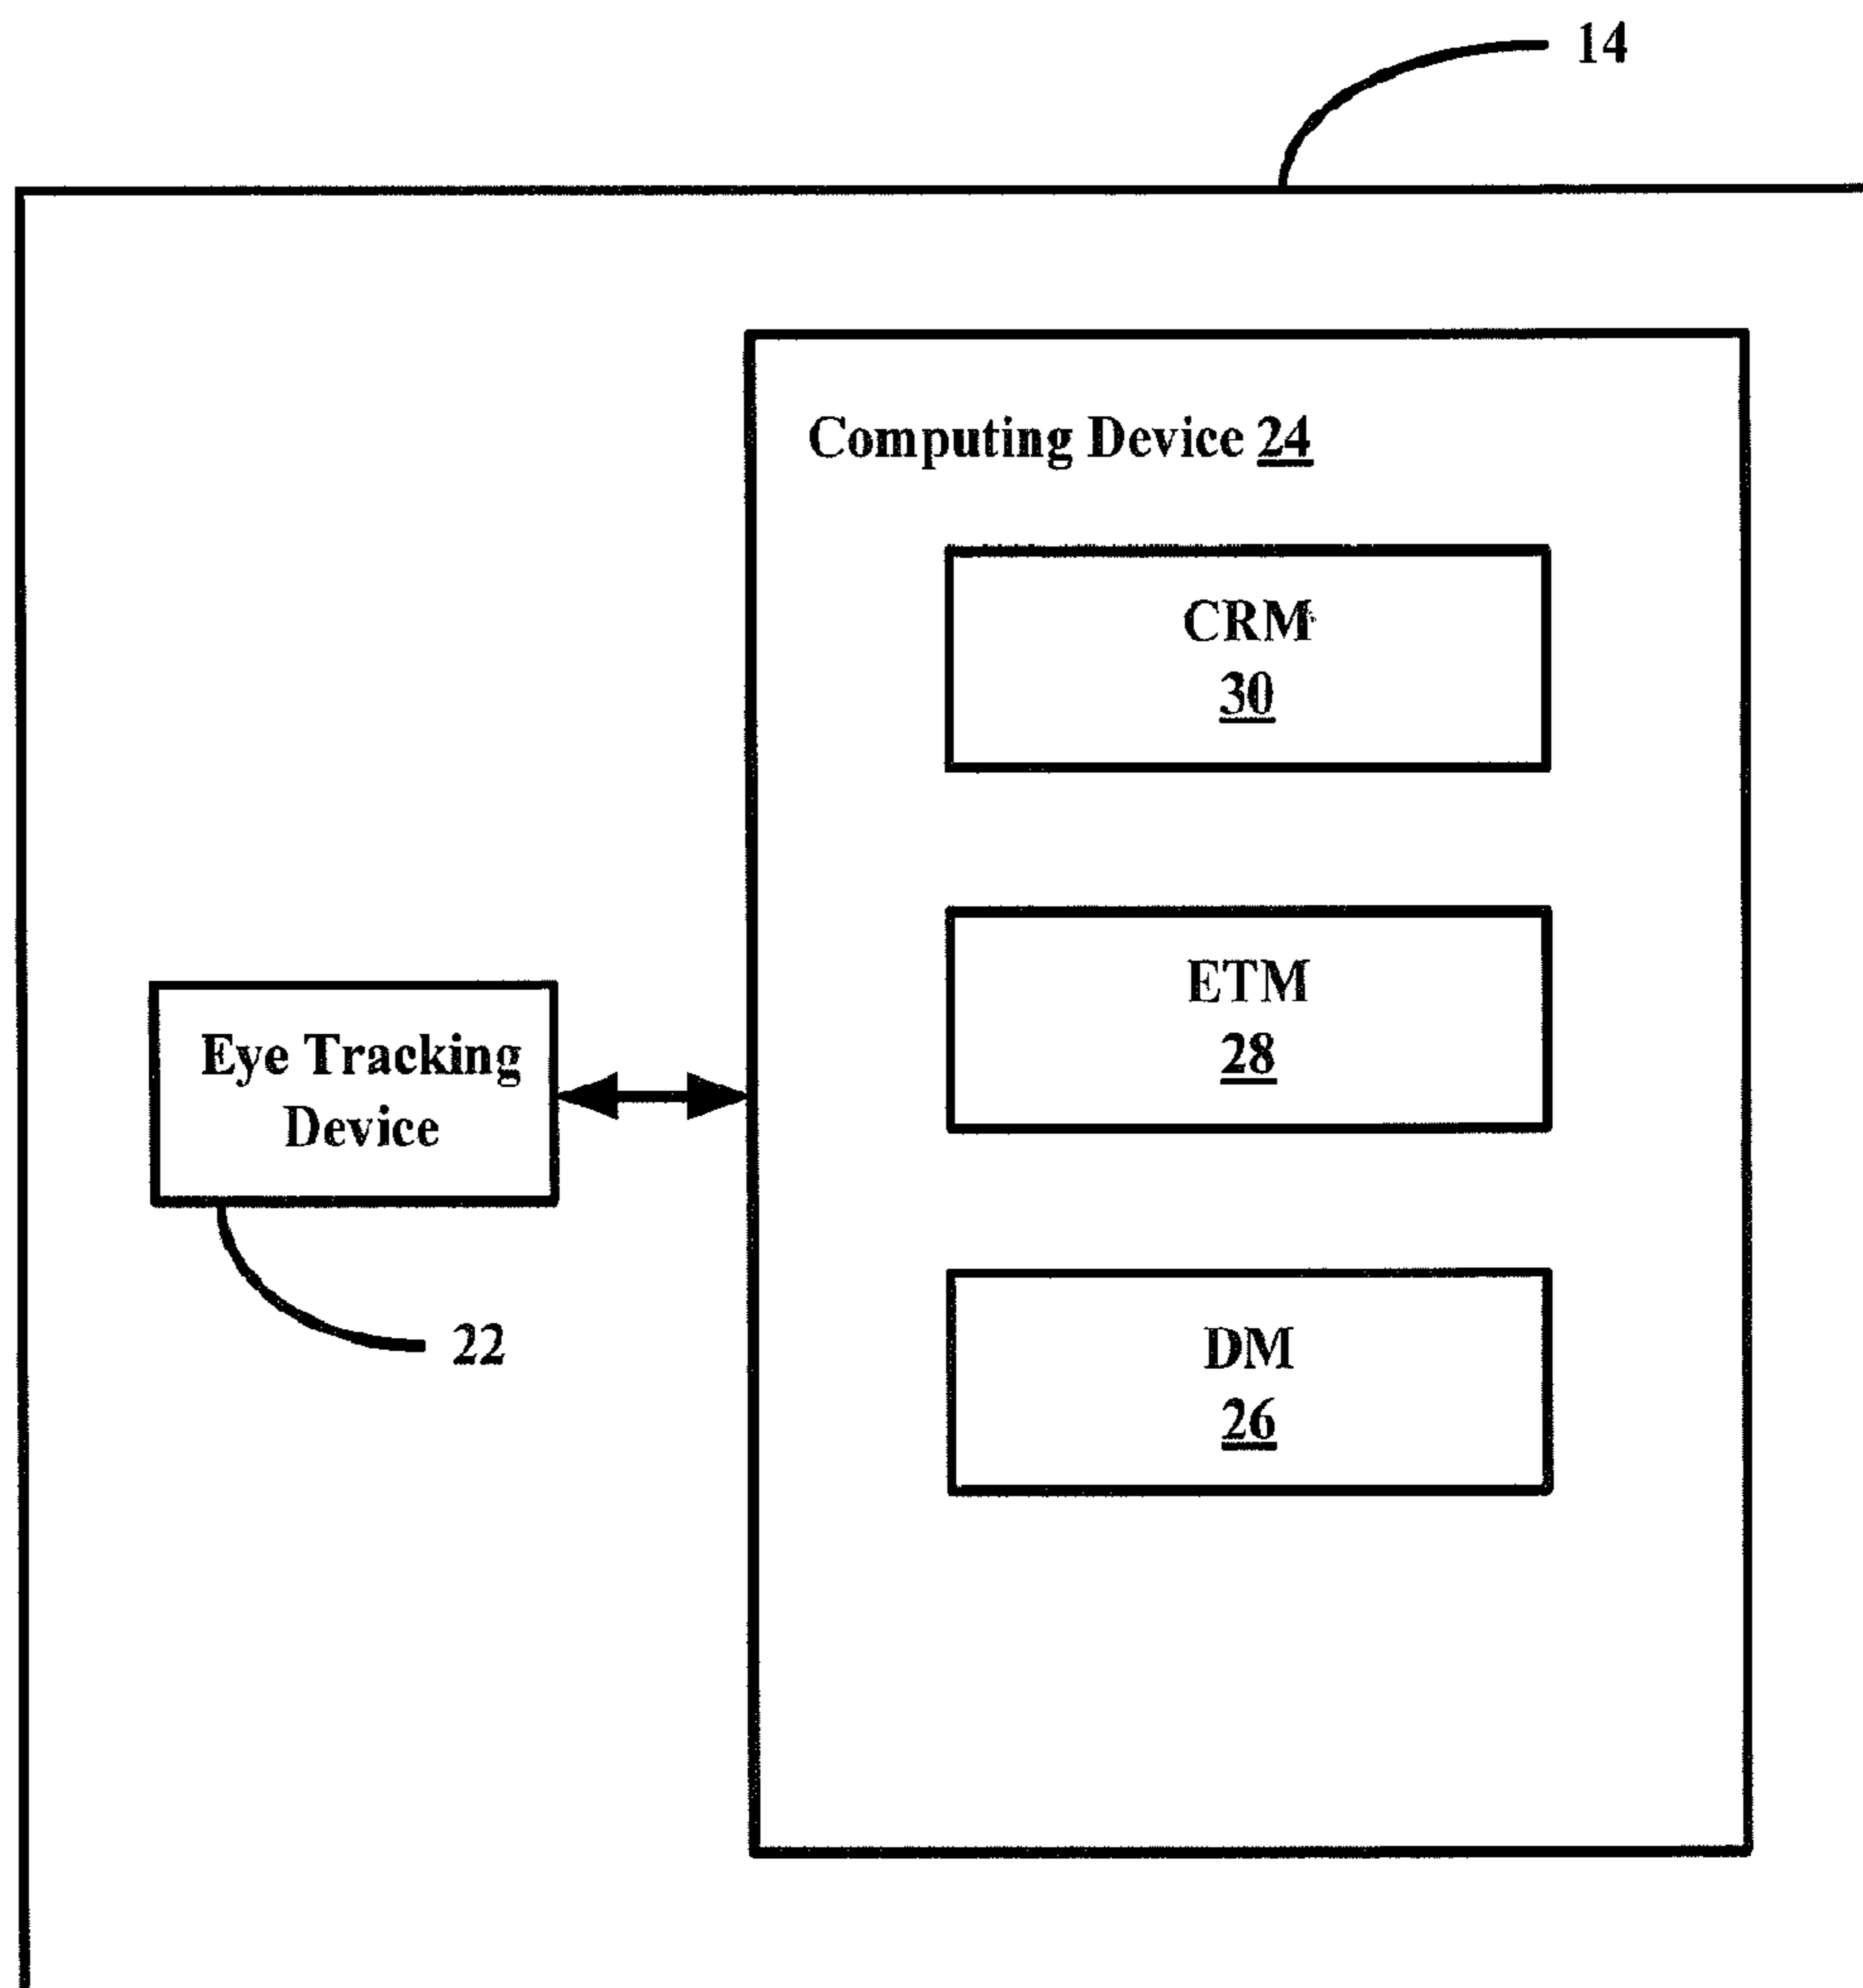 14
Computing Device 24
CRM
30
ETM
28
Eye Tracking
Device
22
DM
26